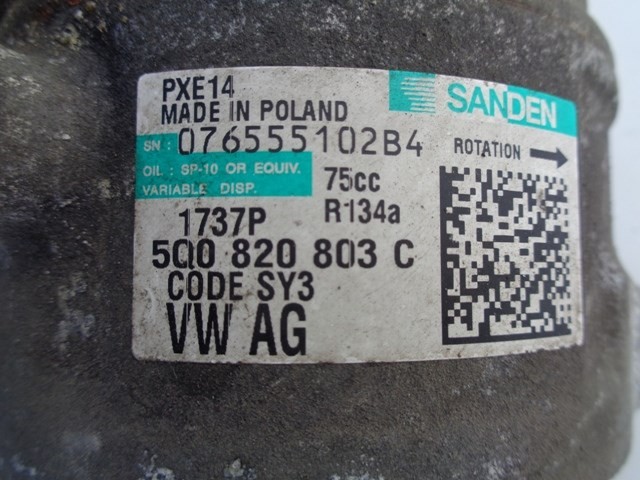 PXE14
MADE IN POLAND
SANDEN
SN: 076555102B4
ROTATION
OIL: SP-10 OR EQUIV.
VARIABLE DISP.
75cc
1737P
R134a
5Q0 820 803 C
CODE SY3
VW AG